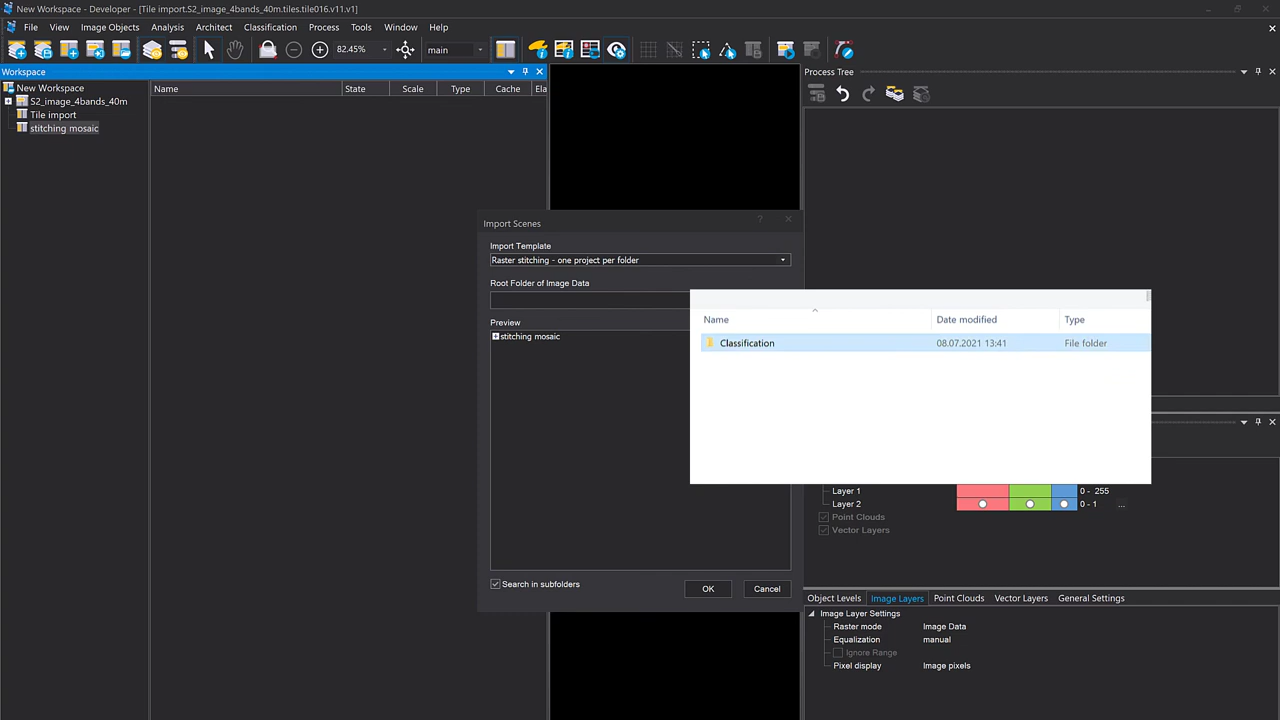 New Workspace - Developer - [Tile import.S2_image_4bands_40m.tiles.tile016.v11.v1]
File View Image Objects Analysis Architect Classification Process Tools Window Help
82.45% main
Workspace
Process Tree
New Workspace
S2_image_4bands_40m
Tile import
stitching mosaic
Name State Scale Type Cache Ela
Import Scenes
Import Template
Raster stitching - one project per folder
Root Folder of Image Data
Preview
stitching mosaic
Search in subfolders
OK Cancel
Name Date modified Type
Classification 08.07.2021 13:41 File folder
Layer 1 0 - 255
Layer 2 0 - 1 ...
Point Clouds
Vector Layers
Object Levels Image Layers Point Clouds Vector Layers General Settings
Image Layer Settings
Raster mode Image Data
Equalization manual
Ignore Range
Pixel display Image pixels